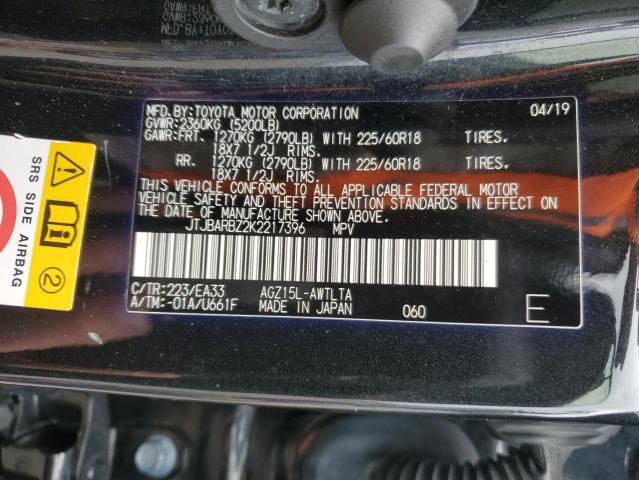 MFD.BY:TOYOTA MOTOR CORPORATION 04/19
GVWR:2360KG (5200LB)
GAWR:FRT. 1270KG (2790LB) WITH 225/60R18 TIRES.
18X7 1/2J RIMS.
RR. 1270KG (2790LB) WITH 225/60R18 TIRES.
18X7 1/2J RIMS.
THIS VEHICLE CONFORMS TO ALL APPLICABLE FEDERAL MOTOR
VEHICLE SAFETY AND THEFT PREVENTION STANDARDS IN EFFECT ON
THE DATE OF MANUFACTURE SHOWN ABOVE.
JTJBARBZ2K2217396 MPV
C/TR:223/EA33 AGZ15L-AWTLTA
A/TM:-01A/U661F MADE IN JAPAN 060 E
SRS SIDE AIRBAG
2